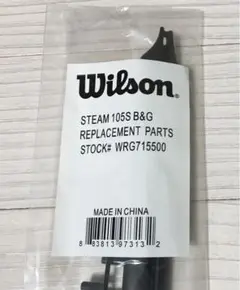 Wilson
STEAM 105S B&G
REPLACEMENT PARTS
STOCK# WRG715500
MADE IN CHINA
8 83813 97313 2